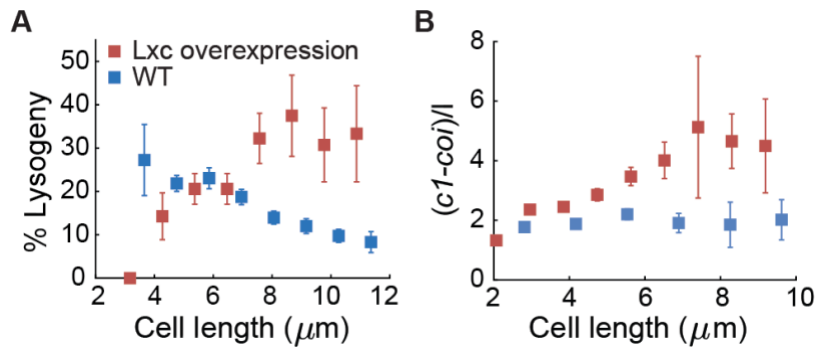 A
% Lysogeny
50
40
30
20
10
0
Lxc overexpression
WT
2 4 6 8 10 12
Cell length (μm)
B
(c1-coi)/l
8
6
4
2
0
2 4 6 8 10
Cell length (μm)